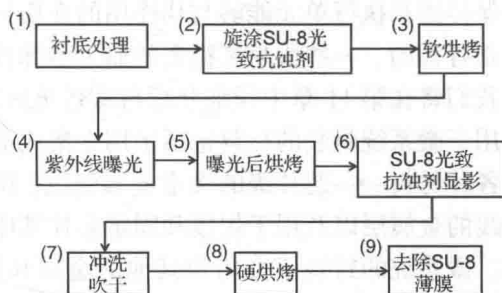 (1)
衬底处理
(2)
旋涂SU-8光
致抗蚀剂
(3)
软烘烤
(4)
紫外线曝光
(5)
曝光后烘烤
(6)
SU-8光致
抗蚀剂显影
(7)
冲洗
吹干
(8)
硬烘烤
(9)
去除SU-8
薄膜